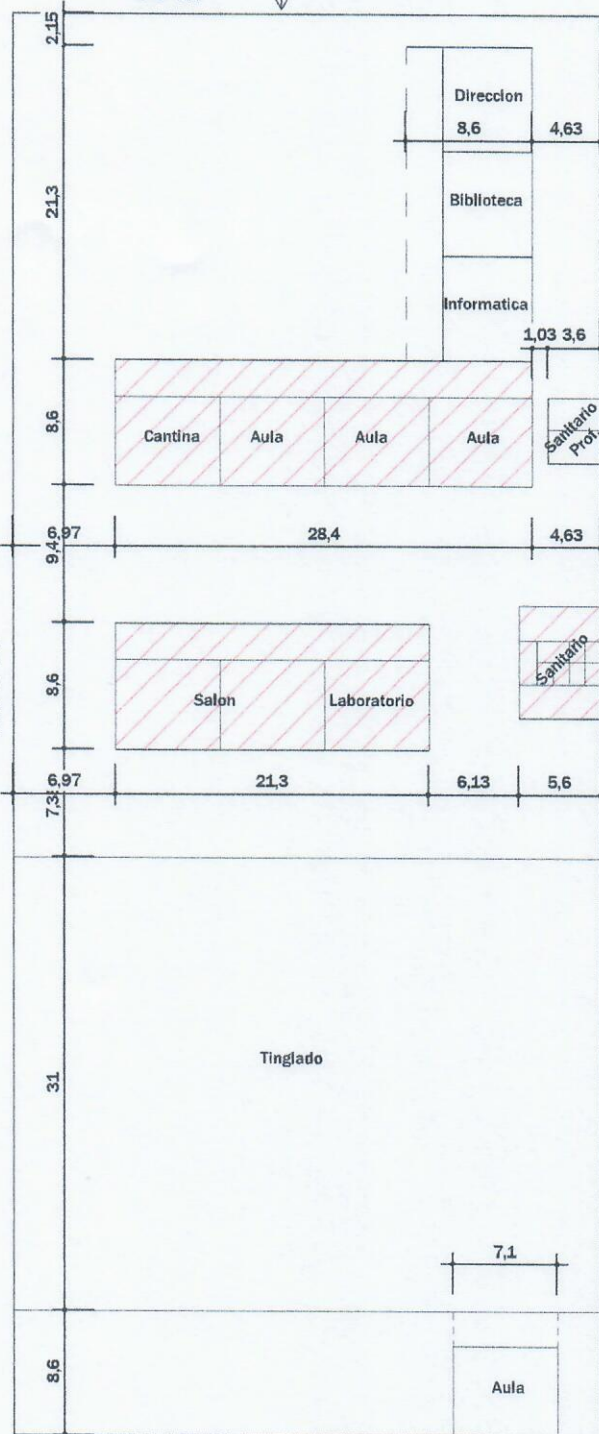 2,15
Direccion
8,6
4,63
21,3
Biblioteca
Informatica
1,03
3,6
8,6
Cantina
Aula
Aula
Aula
Sanitario
Prof.
6,97
28,4
4,63
8,6
Salon
Laboratorio
Sanitario
6,97
21,3
6,13
5,6
Tinglado
31
7,1
8,6
Aula